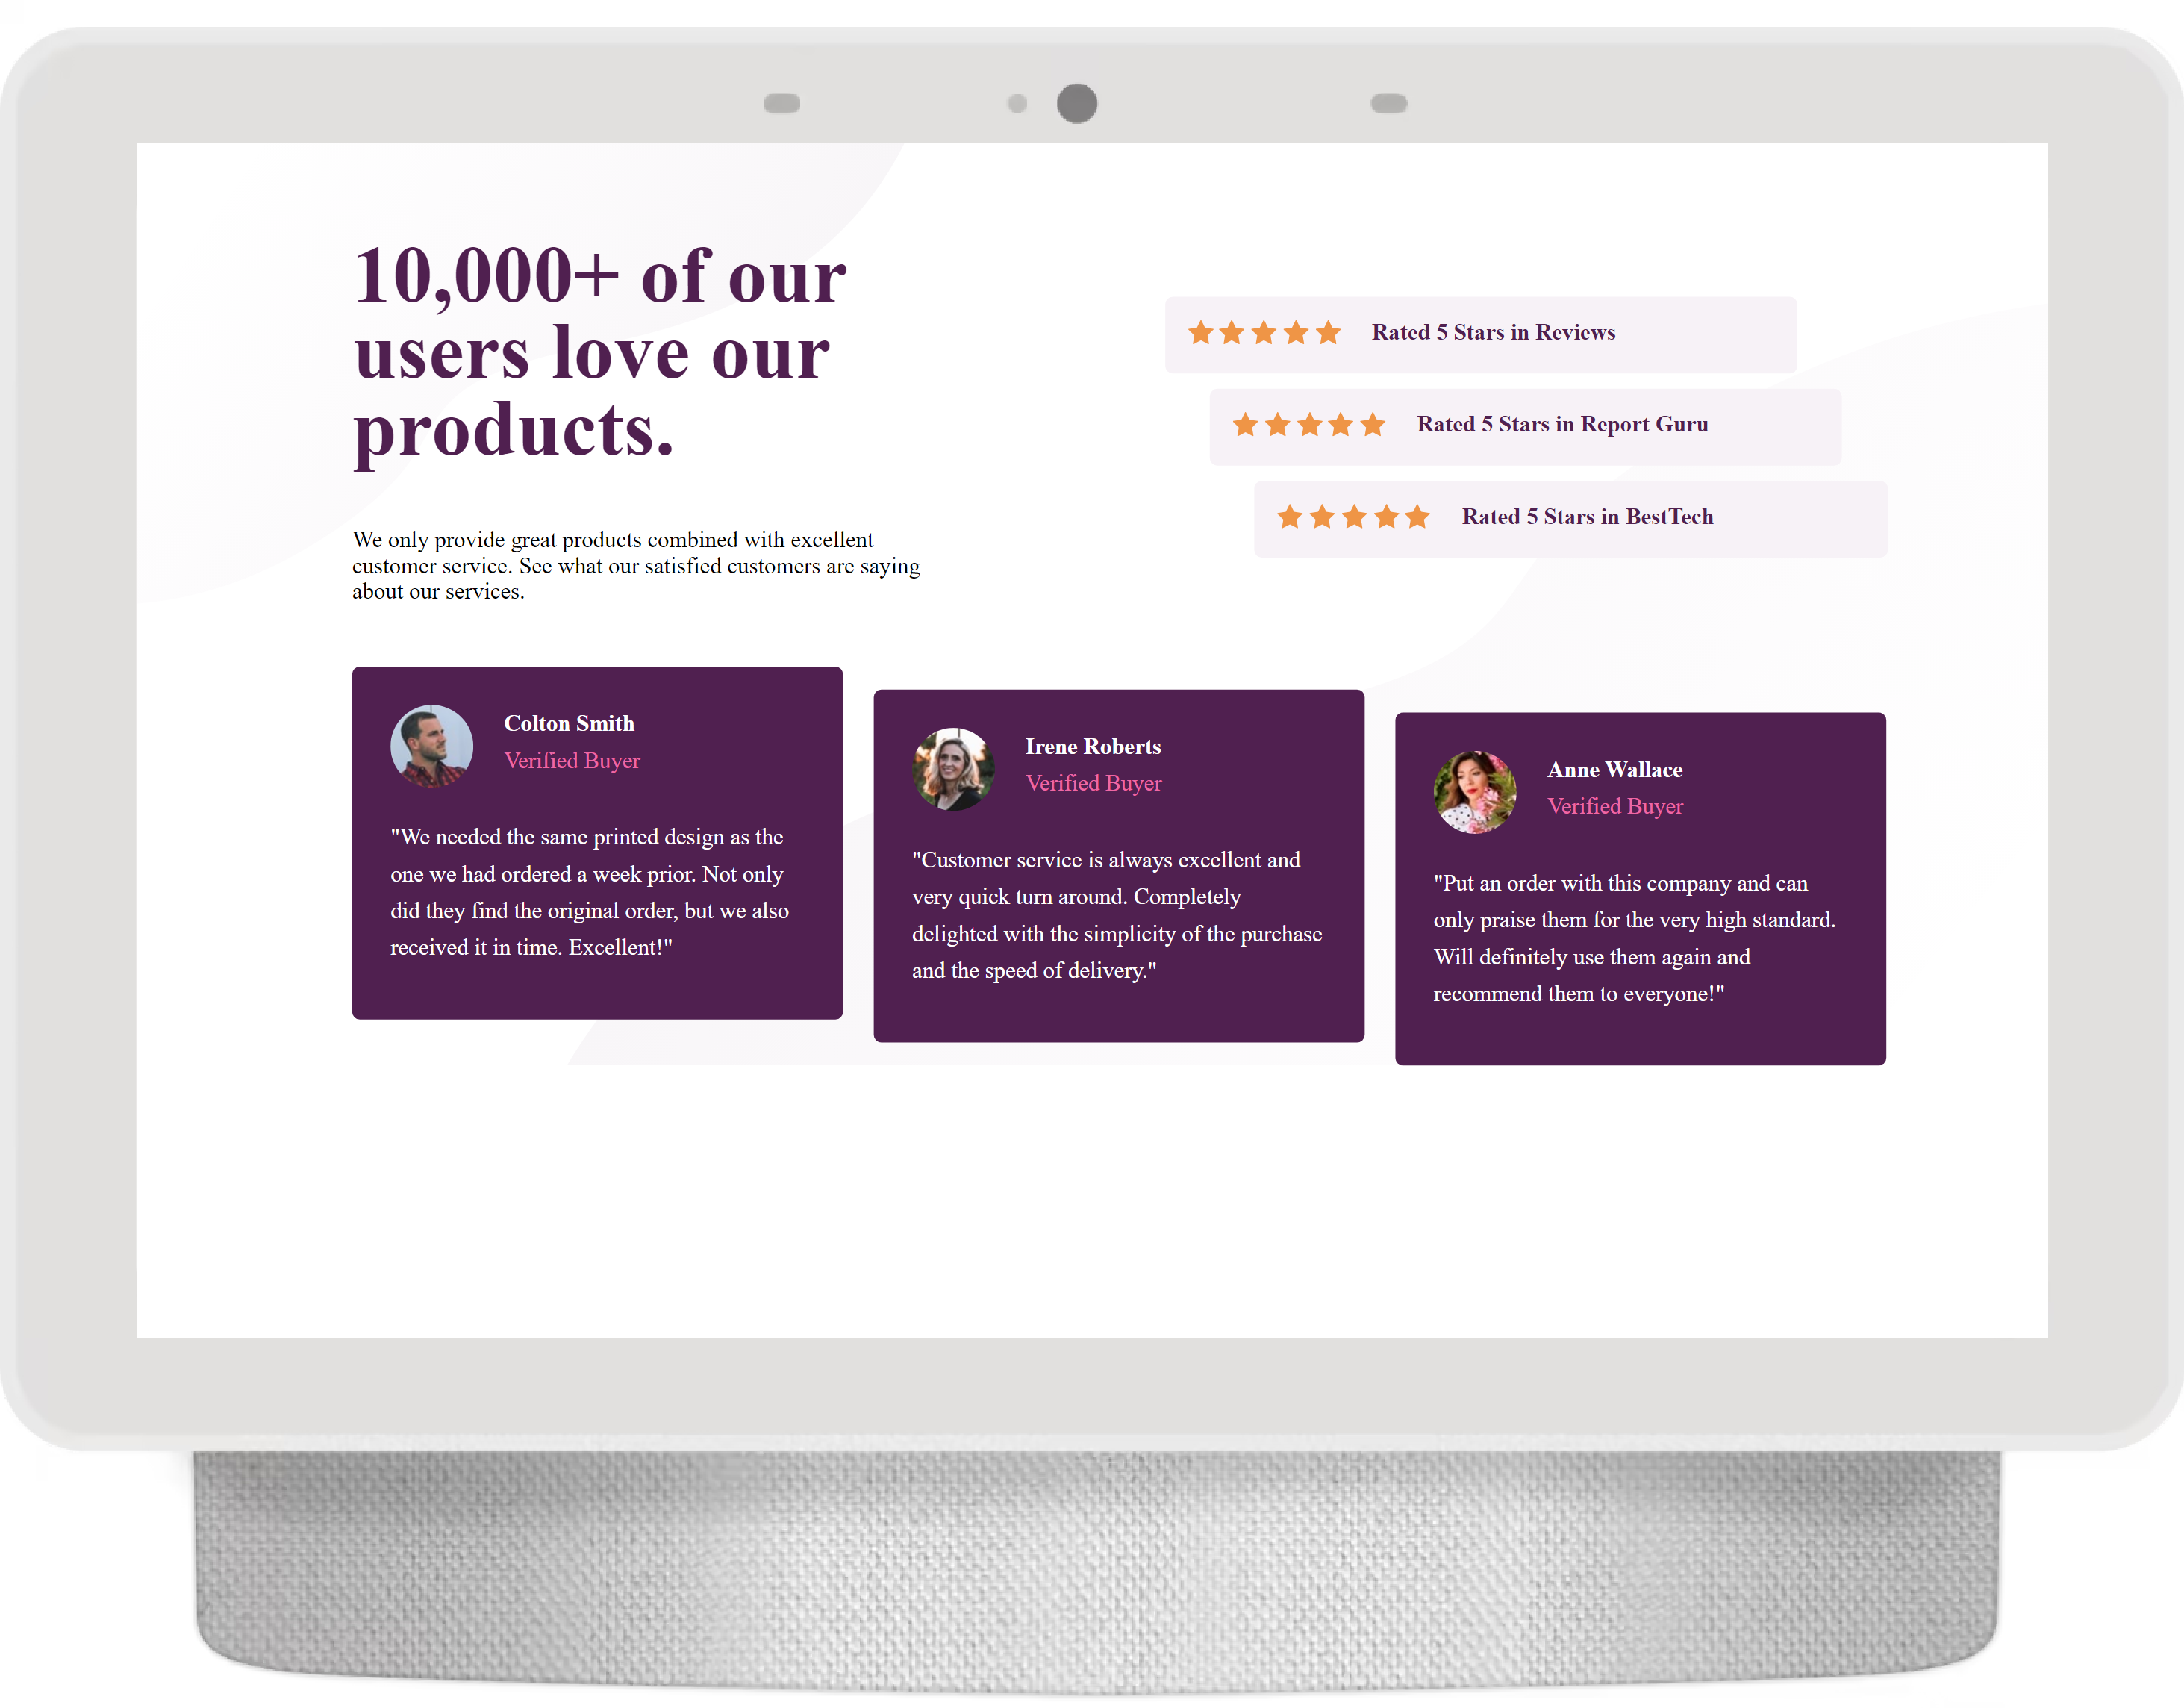 10,000+ of our
users love our
products.
We only provide great products combined with excellent
customer service. See what our satisfied customers are saying
about our services.
Rated 5 Stars in Reviews
Rated 5 Stars in Report Guru
Rated 5 Stars in BestTech
Colton Smith
Verified Buyer
"We needed the same printed design as the
one we had ordered a week prior. Not only
did they find the original order, but we also
received it in time. Excellent!"
Irene Roberts
Verified Buyer
"Customer service is always excellent and
very quick turn around. Completely
delighted with the simplicity of the purchase
and the speed of delivery."
Anne Wallace
Verified Buyer
"Put an order with this company and can
only praise them for the very high standard.
Will definitely use them again and
recommend them to everyone!"